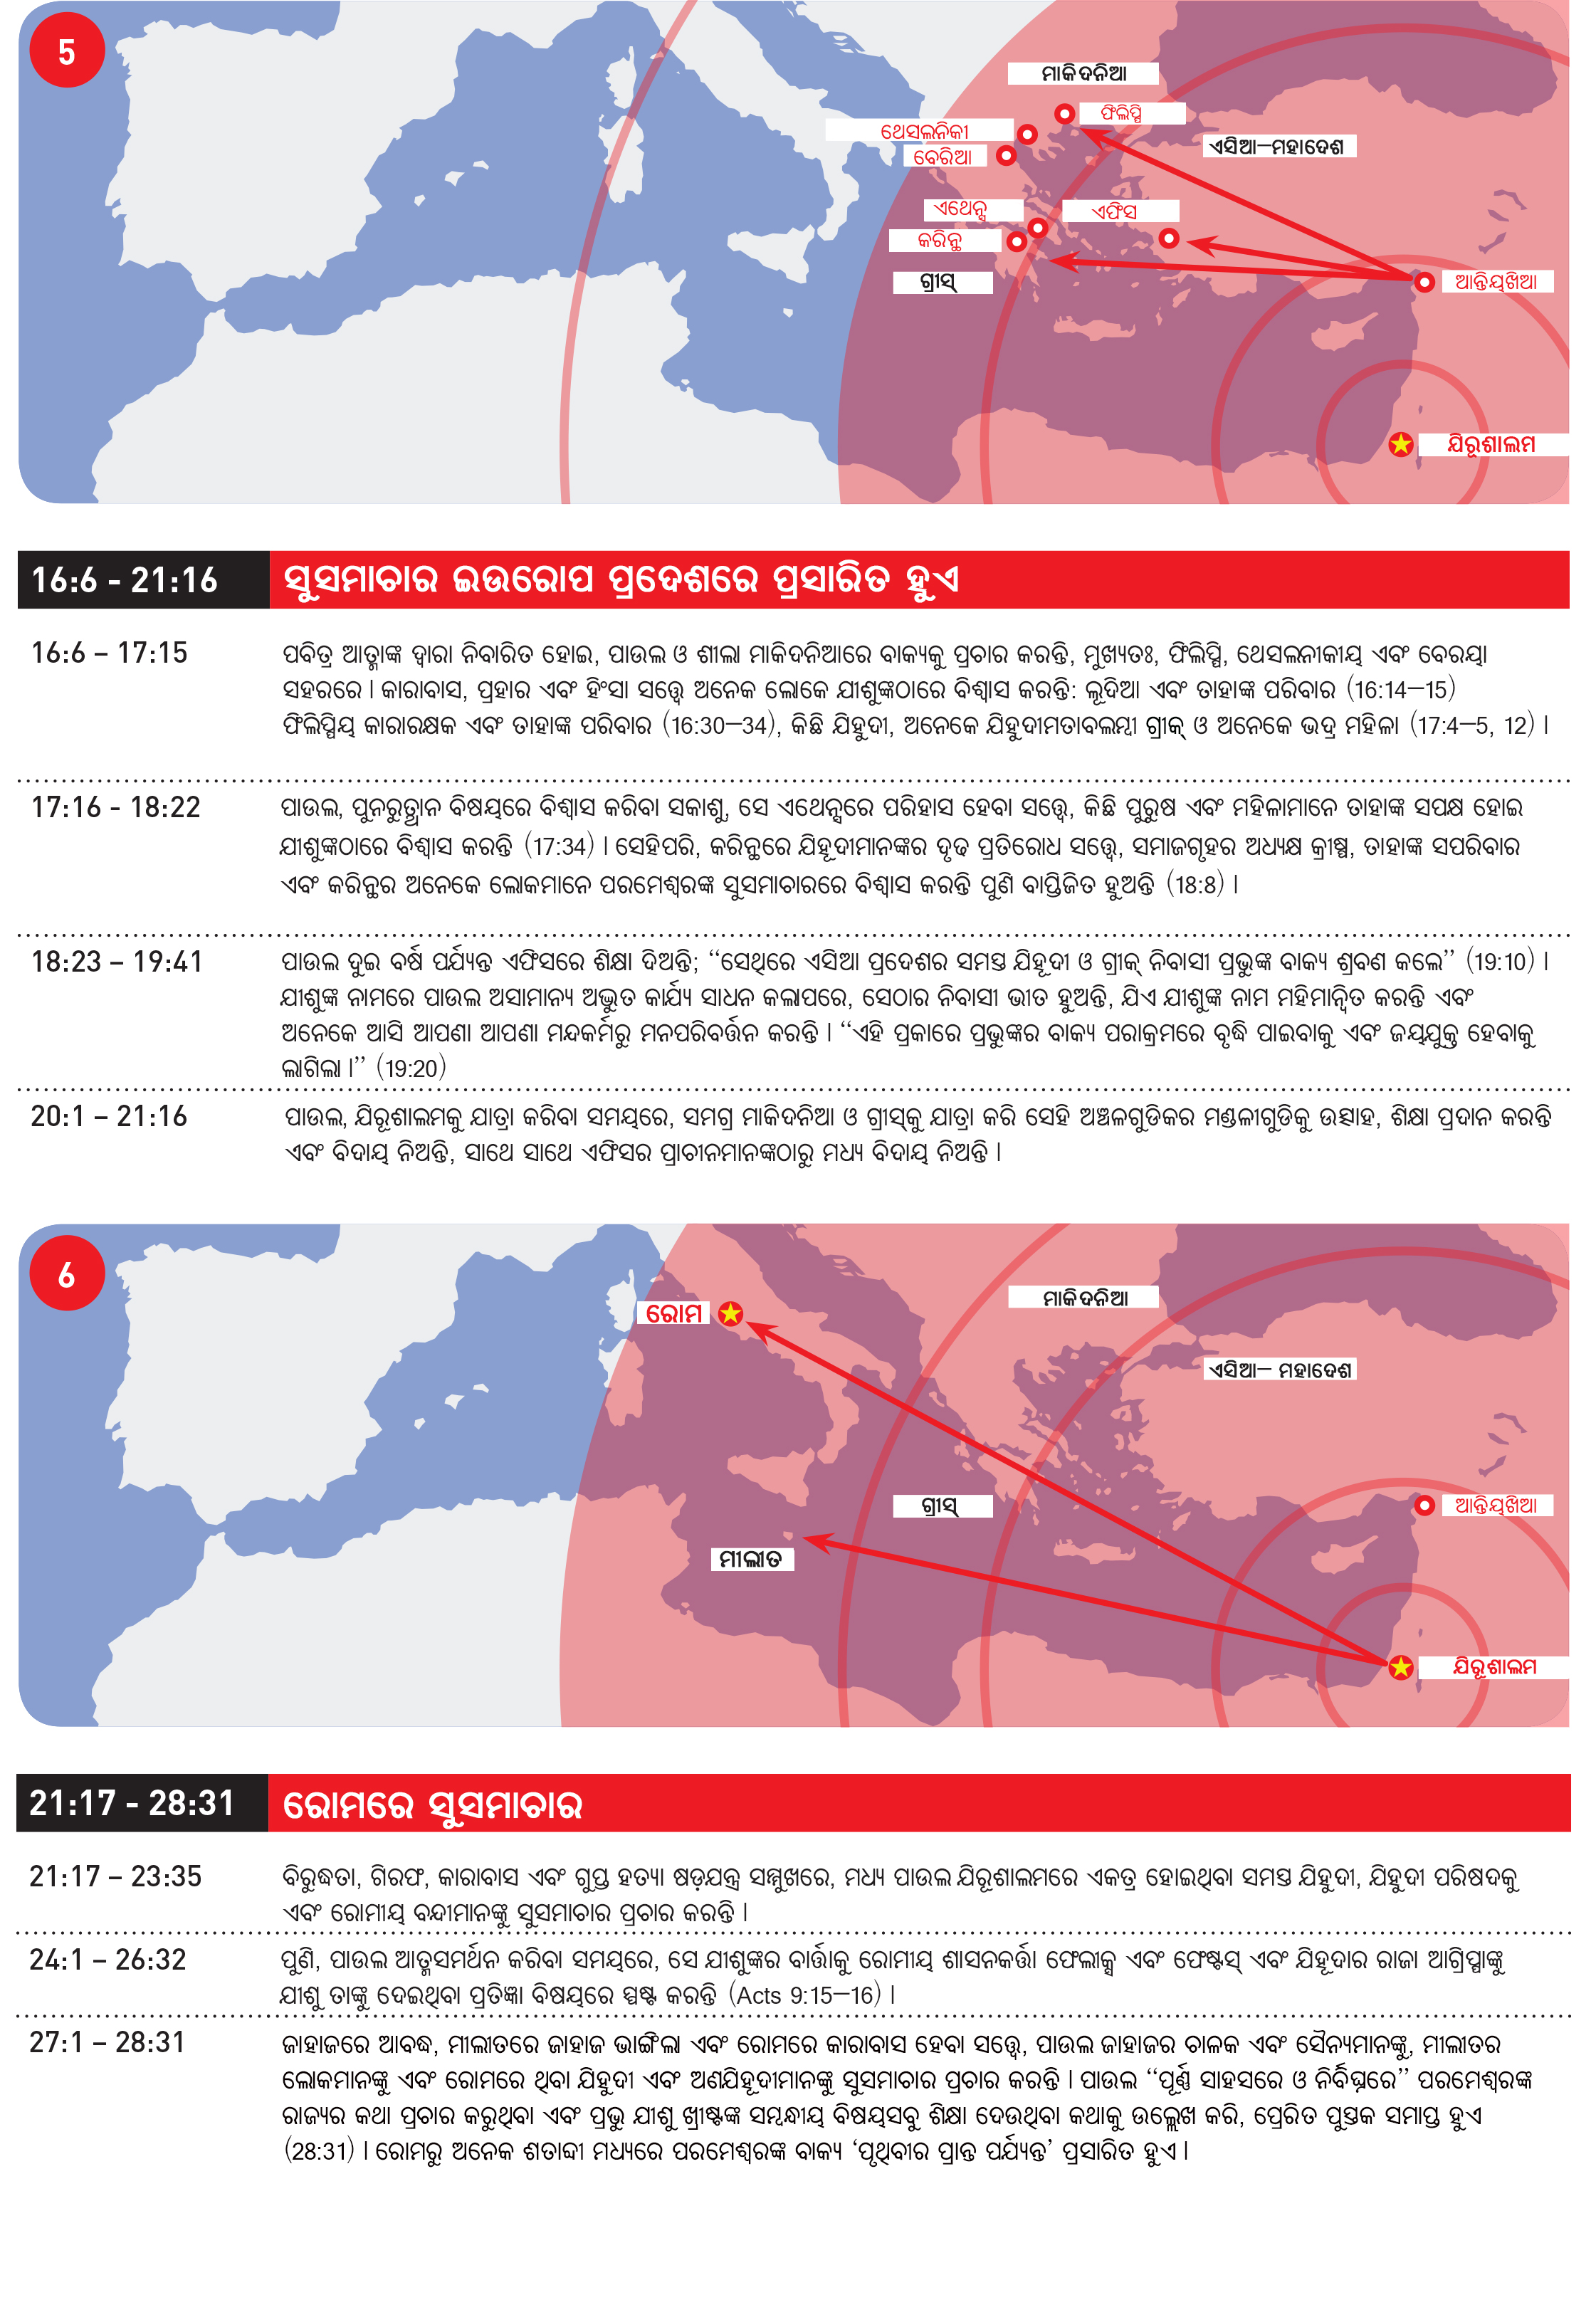 5
ମାକିଦନିଆ
ଫିଲିପ୍ପି
ଥେସଲନିକୀ
ଏସିଆ–ମହାଦେଶ
ବେରିଆ
ଏଥେନ୍ସ
ଏଫିସ
କରିନ୍ଥ
ଗ୍ରୀସ୍
ଆନ୍ତିୟଖିଆ
ଯିରୂଶାଲମ
16:6 - 21:16 ସୁସମାଚାର ଇଉରୋପ ପ୍ରଦେଶରେ ପ୍ରସାରିତ ହୁଏ
16:6 – 17:15 ପବିତ୍ର ଆତ୍ମାଙ୍କ ଦ୍ୱାରା ନିବାରିତ ହୋଇ, ପାଉଲ ଓ ଶୀଲା ମାକିଦନିଆରେ ବାକ୍ୟକୁ ପ୍ରଚାର କରନ୍ତି, ମୁଖ୍ୟତଃ, ଫିଲିପ୍ପି, ଥେସଲନୀକୀୟ ଏବଂ ବେରୟା
ସହରରେ । କାରାବାସ, ପ୍ରହାର ଏବଂ ହିଂସା ସତ୍ତ୍ୱେ ଅନେକ ଲୋକେ ଯୀଶୁଙ୍କଠାରେ ବିଶ୍ୱାସ କରନ୍ତି: ଲୂଦିଆ ଏବଂ ତାହାଙ୍କ ପରିବାର (16:14–15)
ଫିଲିପ୍ପିୟ କାରାରକ୍ଷକ ଏବଂ ତାହାଙ୍କ ପରିବାର (16:30–34), କିଛି ଯିହୁଦୀ, ଅନେକେ ଯିହୁଦୀମତାବଲମ୍ବୀ ଗ୍ରୀକ୍ ଓ ଅନେକେ ଭଦ୍ର ମହିଳା (17:4–5, 12) ।
17:16 - 18:22 ପାଉଲ, ପୁନରୁତ୍ଥାନ ବିଷୟରେ ବିଶ୍ୱାସ କରିବା ସକାଶୁ, ସେ ଏଥେନ୍ସରେ ପରିହାସ ହେବା ସତ୍ତ୍ୱେ, କିଛି ପୁରୁଷ ଏବଂ ମହିଳାମାନେ ତାହାଙ୍କ ସପକ୍ଷ ହୋଇ
ଯୀଶୁଙ୍କଠାରେ ବିଶ୍ୱାସ କରନ୍ତି (17:34) । ସେହିପରି, କରିନ୍ଥରେ ଯିହୂଦୀମାନଙ୍କର ଦୃଢ ପ୍ରତିରୋଧ ସତ୍ତ୍ୱେ, ସମାଜଗୃହର ଅଧ୍ୟକ୍ଷ କ୍ରୀଷ୍ପ, ତାହାଙ୍କ ସପରିବାର
ଏବଂ କରିନ୍ଥର ଅନେକେ ଲୋକମାନେ ପରମେଶ୍ୱରଙ୍କ ସୁସମାଚାରରେ ବିଶ୍ୱାସ କରନ୍ତି ପୁଣି ବାପ୍ତିଜିତ ହୁଅନ୍ତି (18:8) ।
18:23 – 19:41 ପାଉଲ ଦୁଇ ବର୍ଷ ପର୍ଯ୍ୟନ୍ତ ଏଫିସରେ ଶିକ୍ଷା ଦିଅନ୍ତି; “ସେଥିରେ ଏସିଆ ପ୍ରଦେଶର ସମସ୍ତ ଯିହୂଦୀ ଓ ଗ୍ରୀକ୍ ନିବାସୀ ପ୍ରଭୁଙ୍କ ବାକ୍ୟ ଶ୍ରବଣ କଲେ” (19:10) ।
ଯୀଶୁଙ୍କ ନାମରେ ପାଉଲ ଅସାମାନ୍ୟ ଅଦ୍ଭୁତ କାର୍ଯ୍ୟ ସାଧନ କଲାପରେ, ସେଠାର ନିବାସୀ ଭୀତ ହୁଅନ୍ତି, ଯିଏ ଯୀଶୁଙ୍କ ନାମ ମହିମାନ୍ୱିତ କରନ୍ତି ଏବଂ
ଅନେକେ ଆସି ଆପଣା ଆପଣା ମନ୍ଦକର୍ମରୁ ମନପରିବର୍ତ୍ତନ କରନ୍ତି । “ଏହି ପ୍ରକାରେ ପ୍ରଭୁଙ୍କର ବାକ୍ୟ ପରାକ୍ରମରେ ବୃଦ୍ଧି ପାଇବାକୁ ଏବଂ ଜୟଯୁକ୍ତ ହେବାକୁ
ଲାଗିଲା ।” (19:20)
20:1 – 21:16 ପାଉଲ, ଯିରୂଶାଲମକୁ ଯାତ୍ରା କରିବା ସମୟରେ, ସମଗ୍ର ମାକିଦନିଆ ଓ ଗ୍ରୀସ୍‌କୁ ଯାତ୍ରା କରି ସେହି ଅଞ୍ଚଳଗୁଡିକର ମଣ୍ଡଳୀଗୁଡିକୁ ଉତ୍ସାହ, ଶିକ୍ଷା ପ୍ରଦାନ କରନ୍ତି
ଏବଂ ବିଦାୟ ନିଅନ୍ତି, ସାଥେ ସାଥେ ଏଫିସର ପ୍ରାଚୀନମାନଙ୍କଠାରୁ ମଧ୍ୟ ବିଦାୟ ନିଅନ୍ତି ।
6
ମାକିଦନିଆ
ରୋମ
ଏସିଆ– ମହାଦେଶ
ଗ୍ରୀସ୍
ଆନ୍ତିୟଖିଆ
ମୀଲୀତ
ଯିରୂଶାଲମ
21:17 - 28:31 ରୋମରେ ସୁସମାଚାର
21:17 – 23:35 ବିରୁଦ୍ଧତା, ଗିରଫ, କାରାବାସ ଏବଂ ଗୁପ୍ତ ହତ୍ୟା ଷଡ଼ଯନ୍ତ୍ର ସମ୍ମୁଖରେ, ମଧ୍ୟ ପାଉଲ ଯିରୂଶାଲମରେ ଏକତ୍ର ହୋଇଥିବା ସମସ୍ତ ଯିହୁଦୀ, ଯିହୁଦୀ ପରିଷଦକୁ
ଏବଂ ରୋମୀୟ ବନ୍ଦୀମାନଙ୍କୁ ସୁସମାଚାର ପ୍ରଚାର କରନ୍ତି ।
24:1 – 26:32 ପୁଣି, ପାଉଲ ଆତ୍ମସମର୍ଥନ କରିବା ସମୟରେ, ସେ ଯୀଶୁଙ୍କର ବାର୍ତ୍ତାକୁ ରୋମୀୟ ଶାସନକର୍ତ୍ତା ଫେଲୀକ୍ସ ଏବଂ ଫେଷ୍ଟସ୍ ଏବଂ ଯିହୂଦାର ରାଜା ଆଗ୍ରିପ୍ପାଙ୍କୁ
ଯୀଶୁ ତାଙ୍କୁ ଦେଇଥିବା ପ୍ରତିଜ୍ଞା ବିଷୟରେ ସ୍ପଷ୍ଟ କରନ୍ତି (Acts 9:15–16) ।
27:1 – 28:31 ଜାହାଜରେ ଆବଦ୍ଧ, ମୀଲୀତରେ ଜାହାଜ ଭାଙ୍ଗିଲା ଏବଂ ରୋମରେ କାରାବାସ ହେବା ସତ୍ତ୍ୱେ, ପାଉଲ ଜାହାଜର ଚାଳକ ଏବଂ ସୈନ୍ୟମାନଙ୍କୁ, ମୀଲୀତର
ଲୋକମାନଙ୍କୁ ଏବଂ ରୋମରେ ଥିବା ଯିହୁଦୀ ଏବଂ ଅଣଯିହୂଦୀମାନଙ୍କୁ ସୁସମାଚାର ପ୍ରଚାର କରନ୍ତି । ପାଉଲ “ପୂର୍ଣ୍ଣ ସାହସରେ ଓ ନିର୍ବିଘ୍ନରେ” ପରମେଶ୍ୱରଙ୍କ
ରାଜ୍ୟର କଥା ପ୍ରଚାର କରୁଥିବା ଏବଂ ପ୍ରଭୁ ଯୀଶୁ ଖ୍ରୀଷ୍ଟଙ୍କ ସମ୍ବନ୍ଧୀୟ ବିଷୟସବୁ ଶିକ୍ଷା ଦେଉଥିବା କଥାକୁ ଉଲ୍ଲେଖ କରି, ପ୍ରେରିତ ପୁସ୍ତକ ସମାପ୍ତ ହୁଏ
(28:31) । ରୋମରୁ ଅନେକ ଶତାବ୍ଦୀ ମଧ୍ୟରେ ପରମେଶ୍ୱରଙ୍କ ବାକ୍ୟ ‘ପୃଥିବୀର ପ୍ରାନ୍ତ ପର୍ଯ୍ୟନ୍ତ’ ପ୍ରସାରିତ ହୁଏ ।